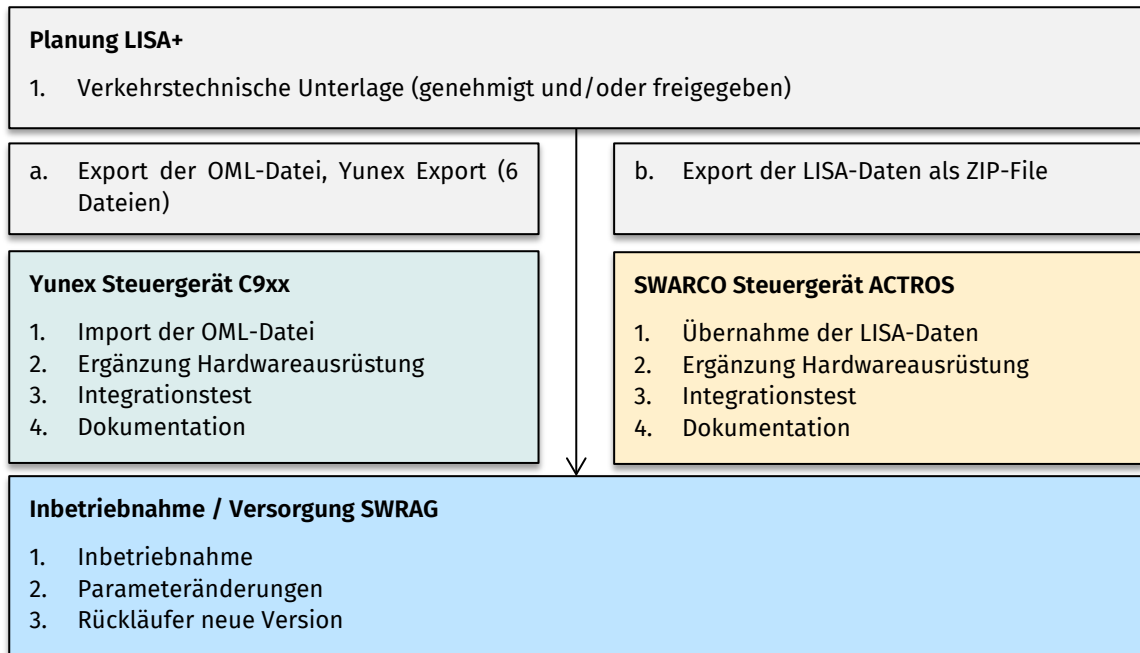 Planung LISA+
1. Verkehrstechnische Unterlage (genehmigt und/oder freigegeben)
a. Export der OML-Datei, Yunex Export (6
Dateien)
b. Export der LISA-Daten als ZIP-File
Yunex Steuergerät C9xx
1. Import der OML-Datei
2. Ergänzung Hardwareausrüstung
3. Integrationstest
4. Dokumentation
SWARCO Steuergerät ACTROS
1. Übernahme der LISA-Daten
2. Ergänzung Hardwareausrüstung
3. Integrationstest
4. Dokumentation
Inbetriebnahme / Versorgung SWRAG
1. Inbetriebnahme
2. Parameteränderungen
3. Rückläufer neue Version